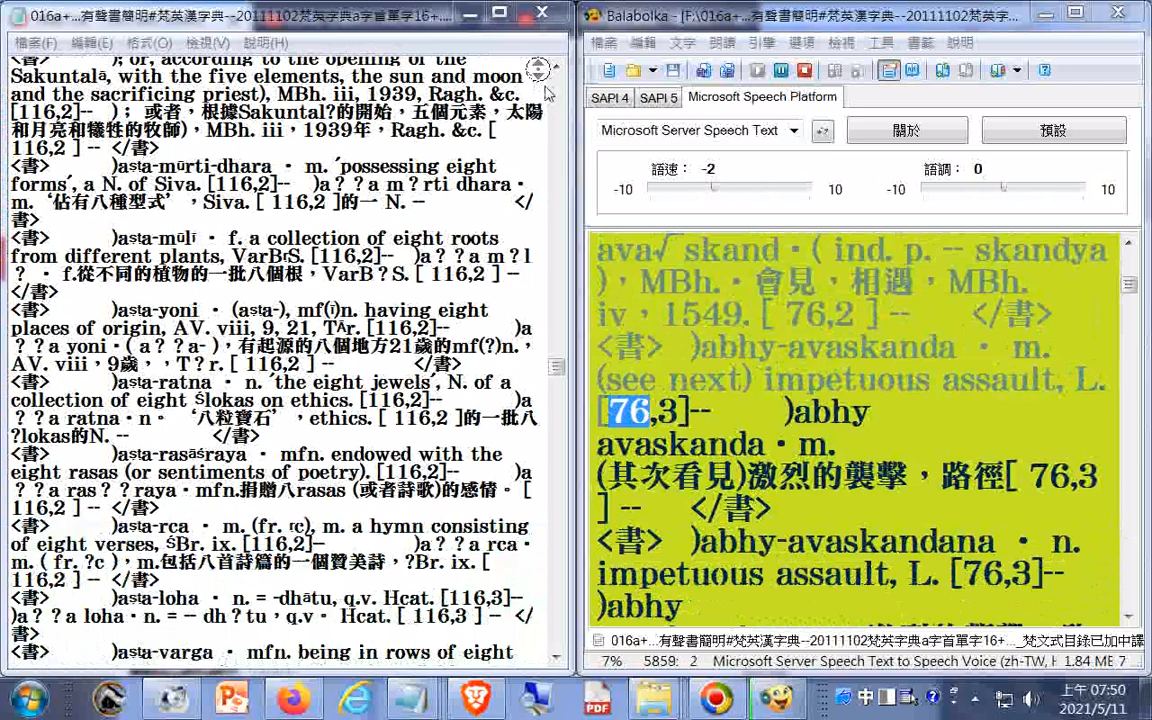 016a+...有聲書簡明#梵英漢字典--20111102梵英字典a字首單字16+...
檔案(F) 編輯(E) 格式(O) 檢視(V) 說明(H)
<書> ); or, according to the opening of the
Sakuntalā, with the five elements, the sun and moon
and the sacrificing priest), MBh. iii, 1939, Ragh. &c.
[116,2]-- )； 或者，根據Sakuntal?的開始，五個元素，太陽
和月亮和犧牲的牧師)，MBh. iii，1939年，Ragh. &c. [
116,2 ] -- </書>
<書> )aṣṭa-mūrti-dhara · m. 'possessing eight
forms', a N. of Siva. [116,2]-- )a？？a m？rti dhara·
m.‘佔有八種型式’，Siva. [ 116,2 ]的一 N. -- </
書>
<書> )aṣṭa-mūlī · f. a collection of eight roots
from different plants, VarBṛS. [116,2]-- )a？？a m？l
？ · f.從不同的植物的一批八個根，VarB？S. [ 116,2 ] --
</書>
<書> )aṣṭa-yoni · (aṣṭa-), mf(ī)n. having eight
places of origin, AV. viii, 9, 21, TĀr. [116,2]-- )a
？？a yoni·( a？？a- )，有起源的八個地方21歲的mf(?)n.，
AV. viii，9歲，，T？r. [ 116,2 ] -- </書>
<書> )aṣṭa-ratna · n. 'the eight jewels', N. of a
collection of eight Ślokas on ethics. [116,2]-- )a
？？a ratna·n。‘八粒寶石’，ethics. [ 116,2 ]的一批八
?lokas的N. -- </書>
<書> )aṣṭa-rasāśraya · mfn. endowed with the
eight rasas (or sentiments of poetry). [116,2]-- )a
？？a ras？？raya·mfn.捐贈八rasas (或者詩歌)的感情。 [
116,2 ] -- </書>
<書> )aṣṭa-rca · m. (fr. ṛc), m. a hymn consisting
of eight verses, ŚBr. ix. [116,2]-- )a？？a rca·
m. ( fr. ?c )，m.包括八首詩篇的一個贊美詩，?Br. ix. [
116,2 ] -- </書>
<書> )aṣṭa-loha · n. = -dhātu, q.v. Hcat. [116,3]--
)a？？a loha·n. = -- dh？tu，q.v· Hcat. [ 116,3 ] -- </
書>
<書> )aṣṭa-varga · mfn. being in rows of eight
Balabolka - [F:\016a+...有聲書簡明#梵英漢字典--20111102梵英字...
檔案 編輯 文字 朗讀 引擎 選項 檢視 工具 書籤 說明
SAPI 4 SAPI 5 Microsoft Speech Platform
Microsoft Server Speech Text 關於 預設
語速： -2 語調： 0
-10 10 -10 10
ava√ skand·( ind. p. -- skandya
)，MBh.·會見，相遇，MBh.
iv，1549. [ 76,2 ] -- </書>
<書> )abhy-avaskanda · m.
(see next) impetuous assault, L.
[76,3]-- )abhy
avaskanda·m.
(其次看見)激烈的襲擊，路徑[ 76,3
] -- </書>
<書> )abhy-avaskandana · n.
impetuous assault, L. [76,3]--
)abhy
016a+...有聲書簡明#梵英漢字典--20111102梵英字典a字首單字16+..._梵文式目錄已加中譯
7% 5859: 2 Microsoft Server Speech Text to Speech Voice (zh-TW, H 1.84 MB 7
中
上午 07:50
2021/5/11